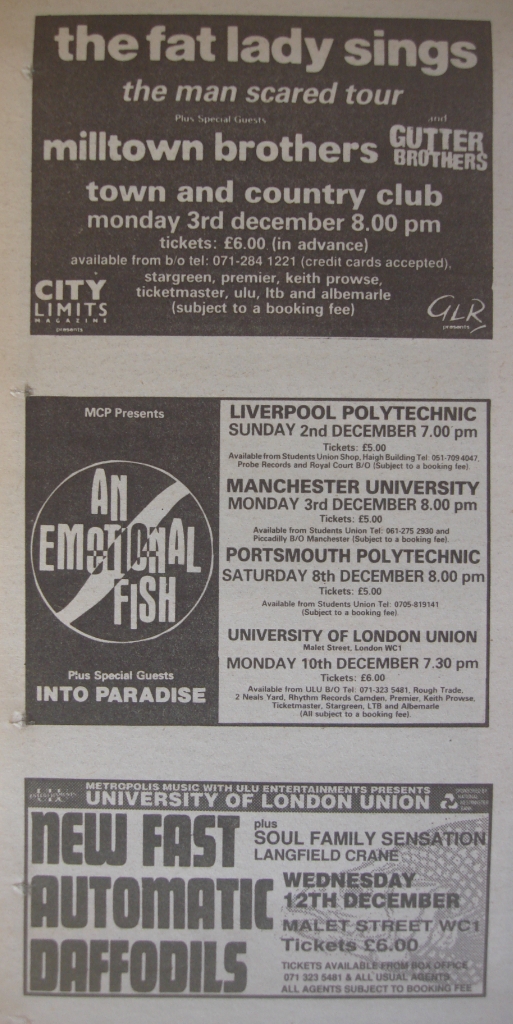 the fat lady sings
the man scared tour
Plus Special Guests
milltown brothers
and
GUTTER
BROTHERS
town and country club
monday 3rd december 8.00 pm
tickets: £6.00 (in advance)
available from b/o tel: 071-284 1221 (credit cards accepted),
stargreen, premier, keith prowse,
ticketmaster, ulu, ltb and albemarle
(subject to a booking fee)
CITY
LIMITS
MAGAZINE
presents
GLR
presents
MCP Presents
AN
EMOTIONAL
FISH
Plus Special Guests
INTO PARADISE
LIVERPOOL POLYTECHNIC
SUNDAY 2nd DECEMBER 7.00 pm
Tickets: £5.00
Available from Students Union Shop, Haigh Building Tel: 051-709 4047,
Probe Records and Royal Court B/O (Subject to a booking fee).
MANCHESTER UNIVERSITY
MONDAY 3rd DECEMBER 8.00 pm
Tickets: £5.00
Available from Students Union Tel: 061-275 2930 and
Piccadilly B/O Manchester (Subject to a booking fee).
PORTSMOUTH POLYTECHNIC
SATURDAY 8th DECEMBER 8.00 pm
Tickets: £5.00
Available from Students Union Tel: 0705-819141
(Subject to a booking fee).
UNIVERSITY OF LONDON UNION
Malet Street, London WC1
MONDAY 10th DECEMBER 7.30 pm
Tickets: £6.00
Available from ULU B/O Tel: 071-323 5481, Rough Trade,
2 Neals Yard, Rhythm Records Camden, Premier, Keith Prowse,
Ticketmaster, Stargreen, LTB and Albemarle
(All subject to a booking fee).
METROPOLIS MUSIC WITH ULU ENTERTAINMENTS PRESENTS
UNIVERSITY OF LONDON UNION
SPONSORED BY
NATIONAL
WESTMINSTER
BANK
NEW FAST
AUTOMATIC
DAFFODILS
plus
SOUL FAMILY SENSATION
LANGFIELD CRANE
WEDNESDAY
12TH DECEMBER
MALET STREET WC1
Tickets £6.00
TICKETS AVAILABLE FROM BOX OFFICE
071 323 5481 & ALL USUAL AGENTS
ALL AGENTS SUBJECT TO BOOKING FEE